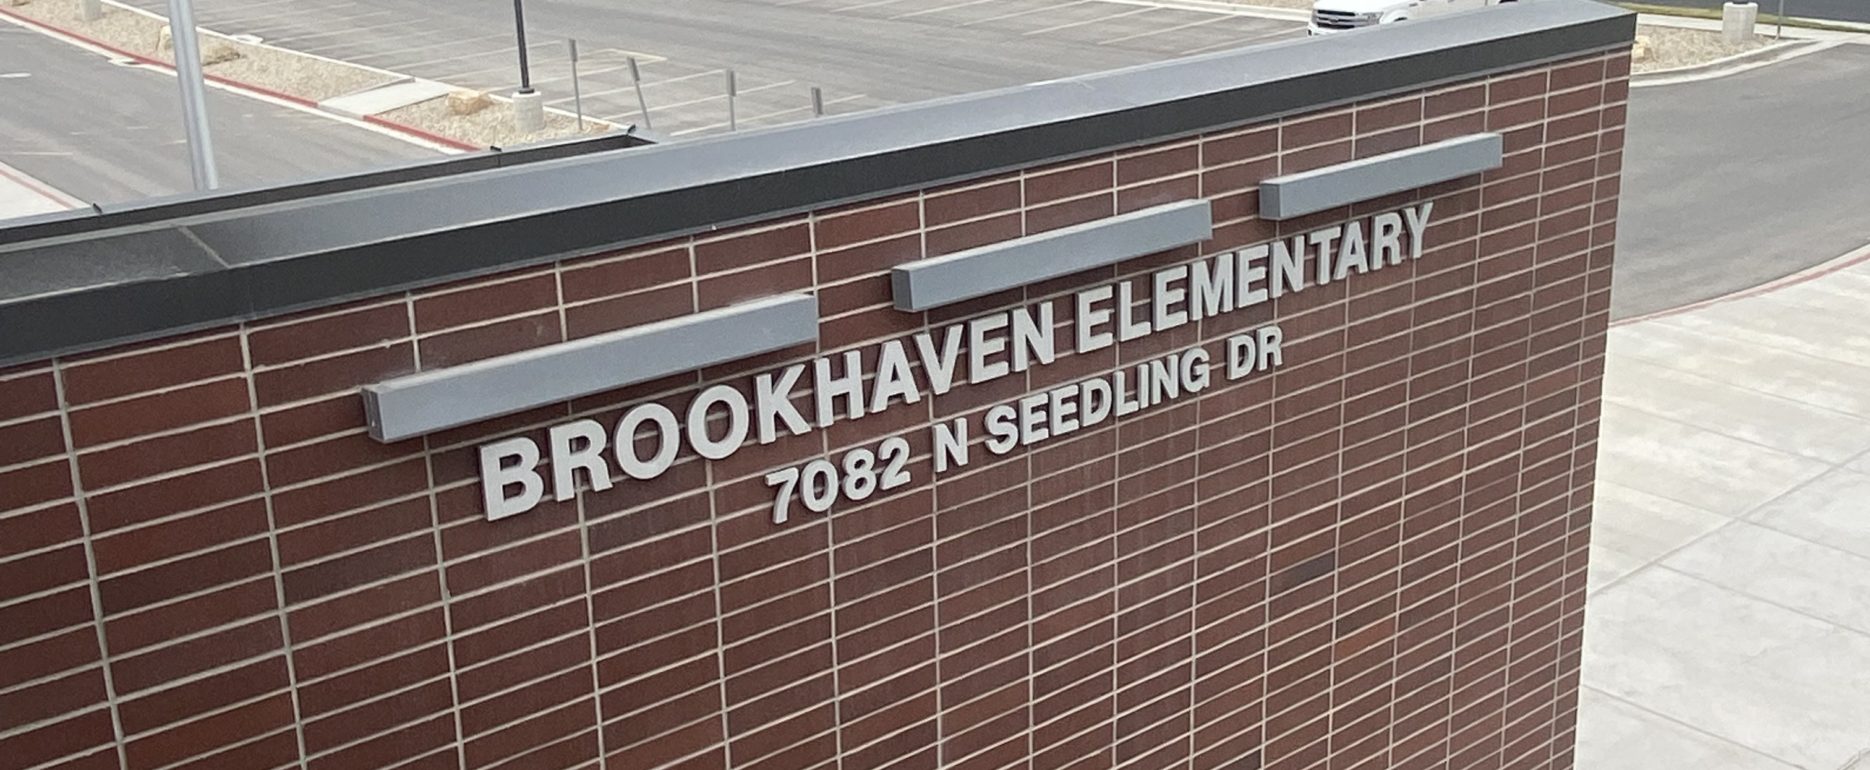 BROOKHAVEN ELEMENTARY
7082 N SEEDLING DR